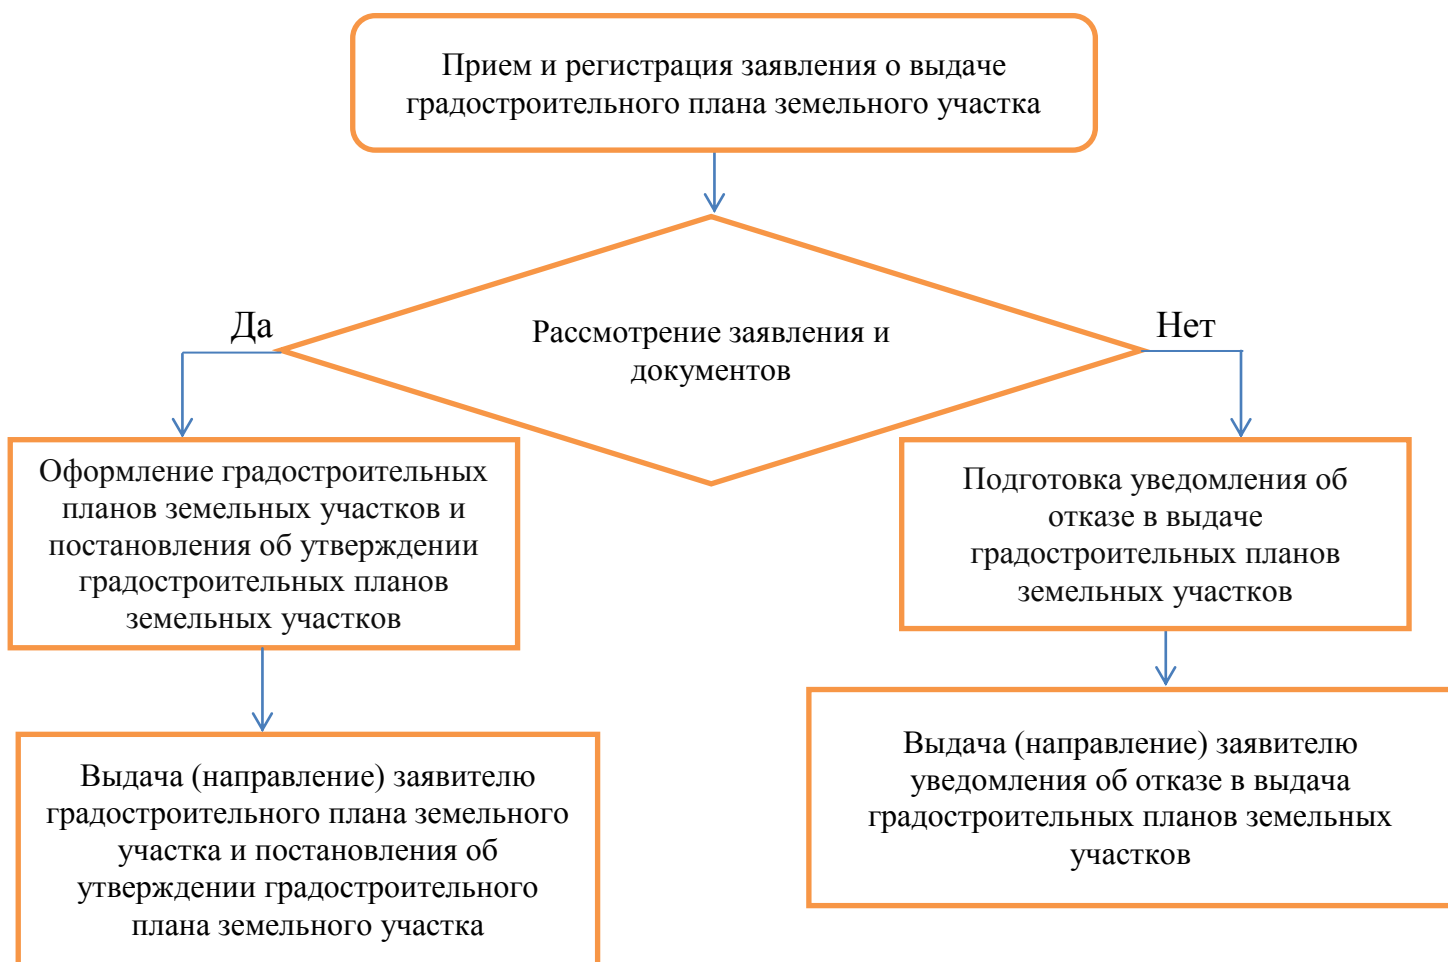 Прием и регистрация заявления о выдаче
градостроительного плана земельного участка
Да
Нет
Рассмотрение заявления и
документов
Оформление градостроительных
планов земельных участков и
постановления об утверждении
градостроительных планов
земельных участков
Подготовка уведомления об
отказе в выдаче
градостроительных планов
земельных участков
Выдача (направление) заявителю
градостроительного плана земельного
участка и постановления об
утверждении градостроительного
плана земельного участка
Выдача (направление) заявителю
уведомления об отказе в выдача
градостроительных планов земельных
участков